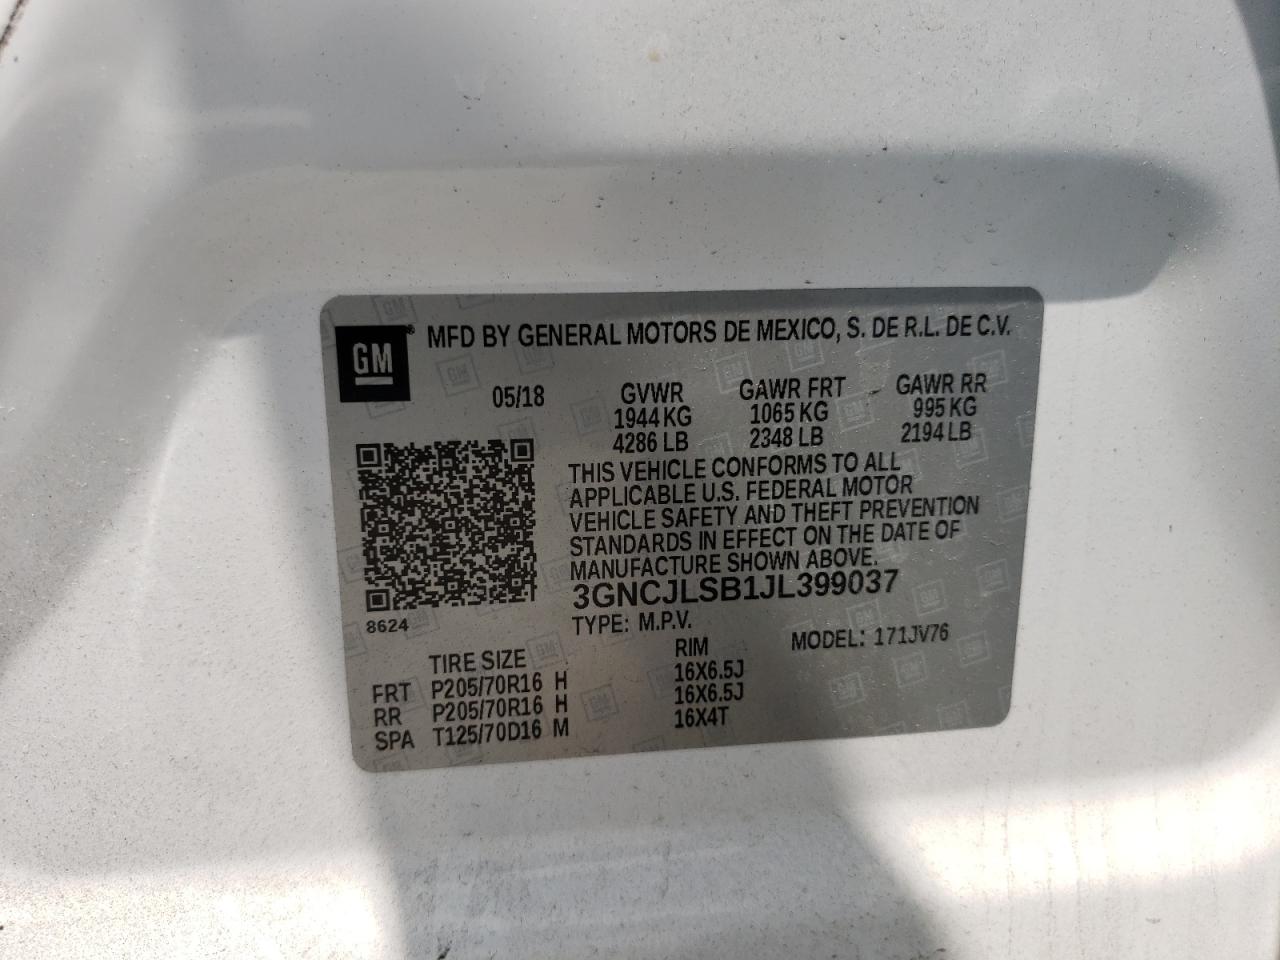 GM ® MFD BY GENERAL MOTORS DE MEXICO, S. DE R.L. DE C.V.
05/18 GVWR GAWR FRT GAWR RR
1944 KG 1065 KG 995 KG
4286 LB 2348 LB 2194 LB
THIS VEHICLE CONFORMS TO ALL
APPLICABLE U.S. FEDERAL MOTOR
VEHICLE SAFETY AND THEFT PREVENTION
STANDARDS IN EFFECT ON THE DATE OF
MANUFACTURE SHOWN ABOVE.
3GNCJLSB1JL399037
8624
TYPE: M.P.V. MODEL: 171JV76
TIRE SIZE RIM
FRT P205/70R16 H 16X6.5J
RR P205/70R16 H 16X6.5J
SPA T125/70D16 M 16X4T